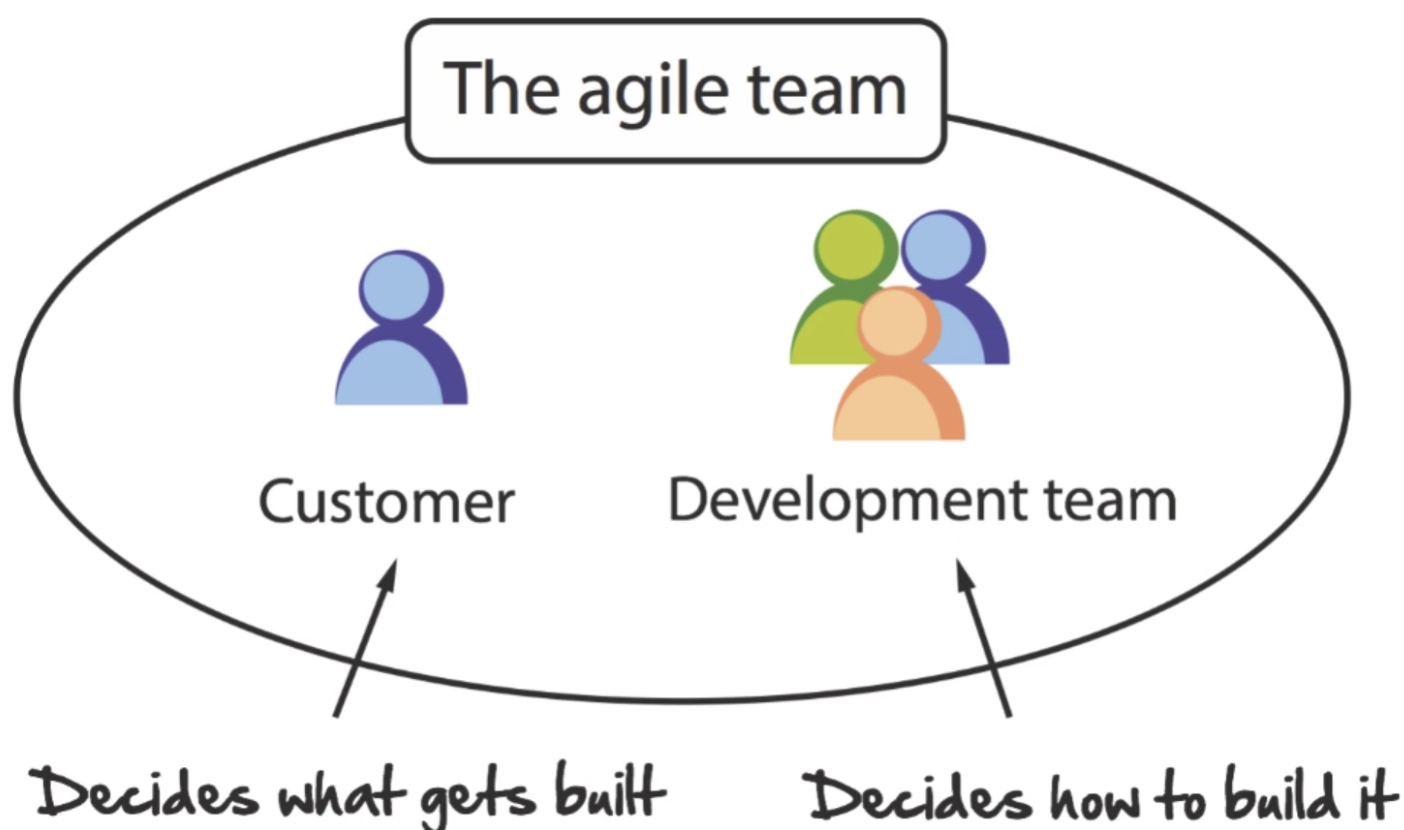 The agile team
Customer
Development team
Decides what gets built
Decides how to build it